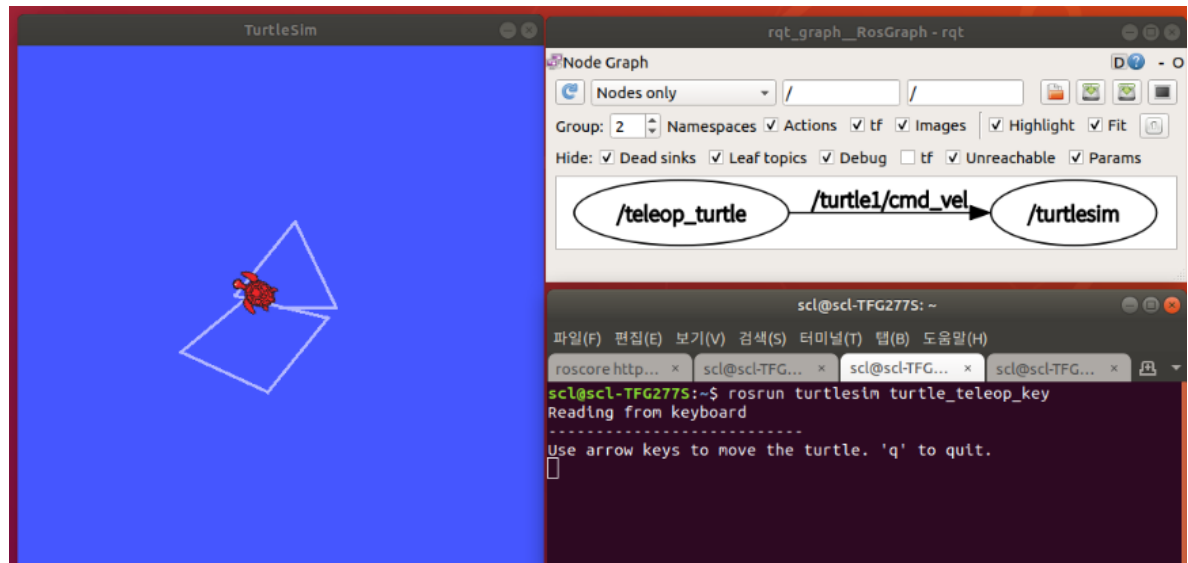 TurtleSim
rqt_graph__RosGraph - rqt
Node Graph
D - O
Nodes only / /
Group: 2 Namespaces Actions tf Images Highlight Fit
Hide: Dead sinks Leaf topics Debug tf Unreachable Params
/teleop_turtle /turtle1/cmd_vel /turtlesim
scl@scl-TFG277S: ~
파일(F) 편집(E) 보기(V) 검색(S) 터미널(T) 탭(B) 도움말(H)
roscore http... × scl@scl-TFG... × scl@scl-TFG... × scl@scl-TFG... ×
scl@scl-TFG277S:~$ rosrun turtlesim turtle_teleop_key
Reading from keyboard
---------------------------
Use arrow keys to move the turtle. 'q' to quit.